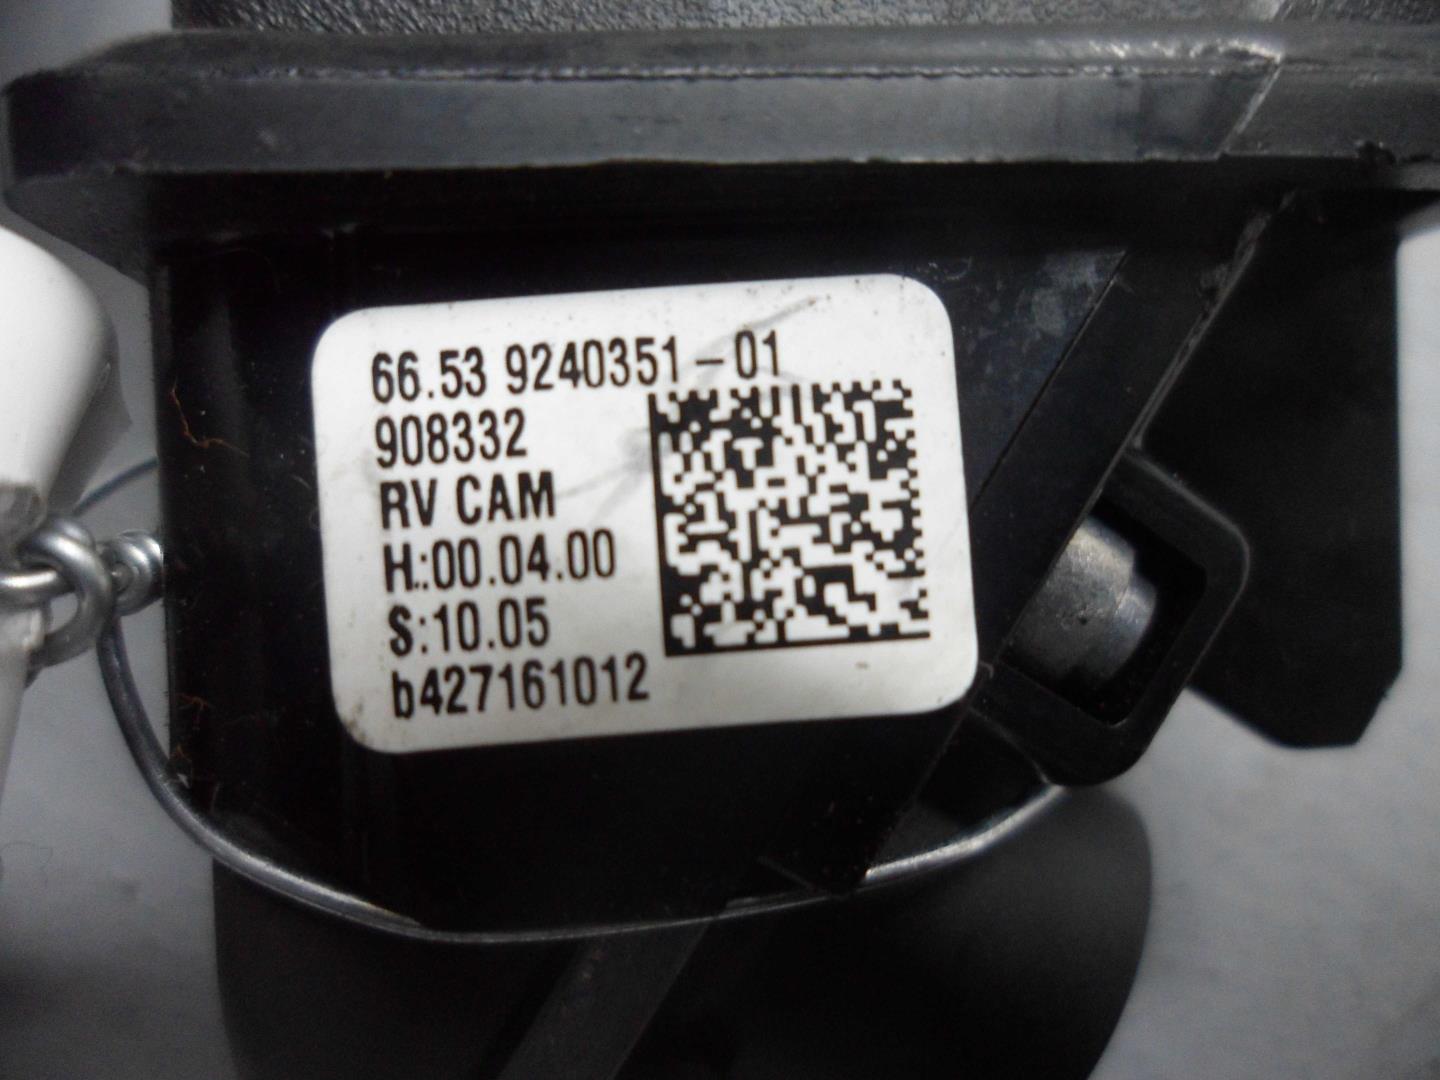 66.53 9240351-01
908332
RV CAM
H:00.04.00
S:10.05
b427161012